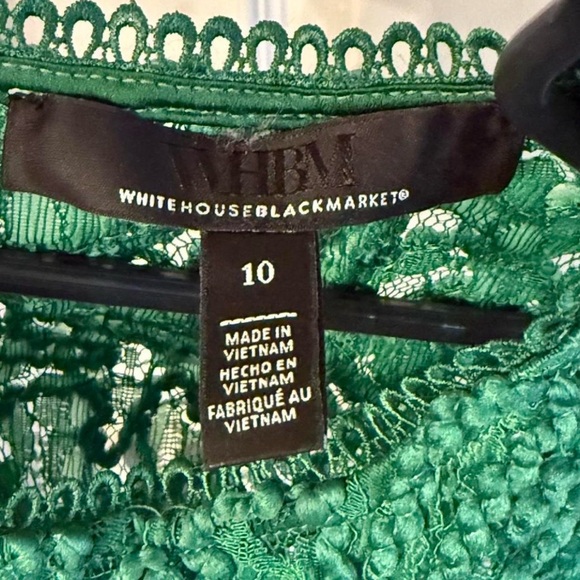 WHBM
WHITEHOUSEBLACKMARKET®
10
MADE IN
VIETNAM
HECHO EN
VIETNAM
FABRIQUÉ AU
VIETNAM